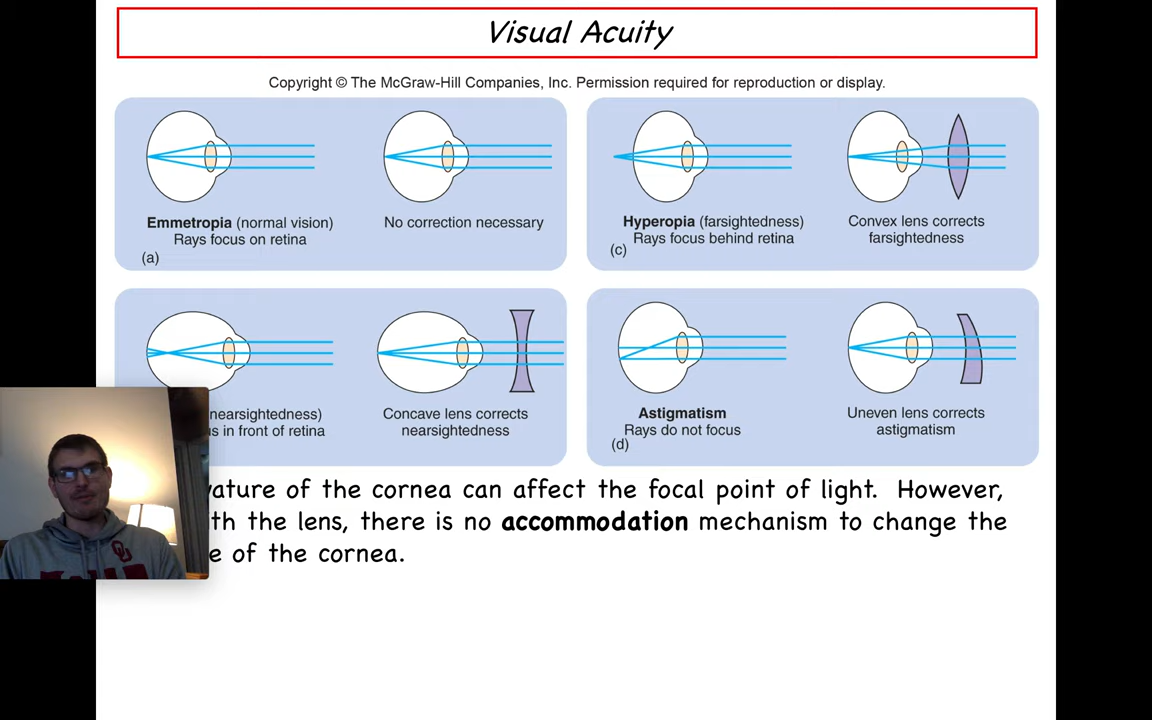 Visual Acuity
Copyright © The McGraw-Hill Companies, Inc. Permission required for reproduction or display.
Emmetropia (normal vision)
Rays focus on retina
(a)
No correction necessary
Hyperopia (farsightedness)
Rays focus behind retina
(c)
Convex lens corrects
farsightedness
nearsightedness)
in front of retina
Concave lens corrects
nearsightedness
Astigmatism
Rays do not focus
(d)
Uneven lens corrects
astigmatism
of the cornea can affect the focal point of light. However,
the lens, there is no accommodation mechanism to change the
of the cornea.
OU